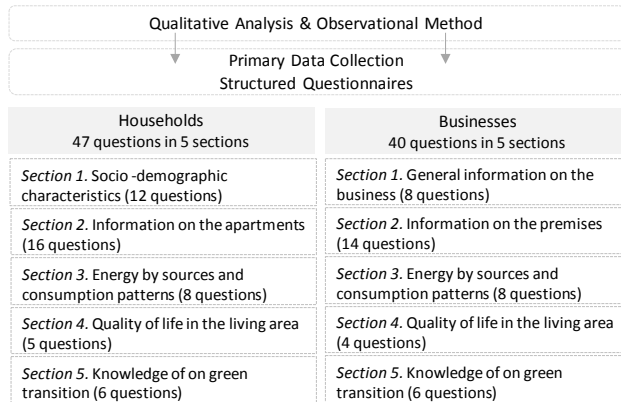 Qualitative Analysis & Observational Method
Primary Data Collection
Structured Questionnaires
Households
47 questions in 5 sections
Section 1. Socio -demographic
characteristics (12 questions)
Section 2. Information on the apartments
(16 questions)
Section 3. Energy by sources and
consumption patterns (8 questions)
Section 4. Quality of life in the living area
(5 questions)
Section 5. Knowledge of on green
transition (6 questions)
Businesses
40 questions in 5 sections
Section 1. General information on the
business (8 questions)
Section 2. Information on the premises
(14 questions)
Section 3. Energy by sources and
consumption patterns (8 questions)
Section 4. Quality of life in the living area
(4 questions)
Section 5. Knowledge of on green
transition (6 questions)